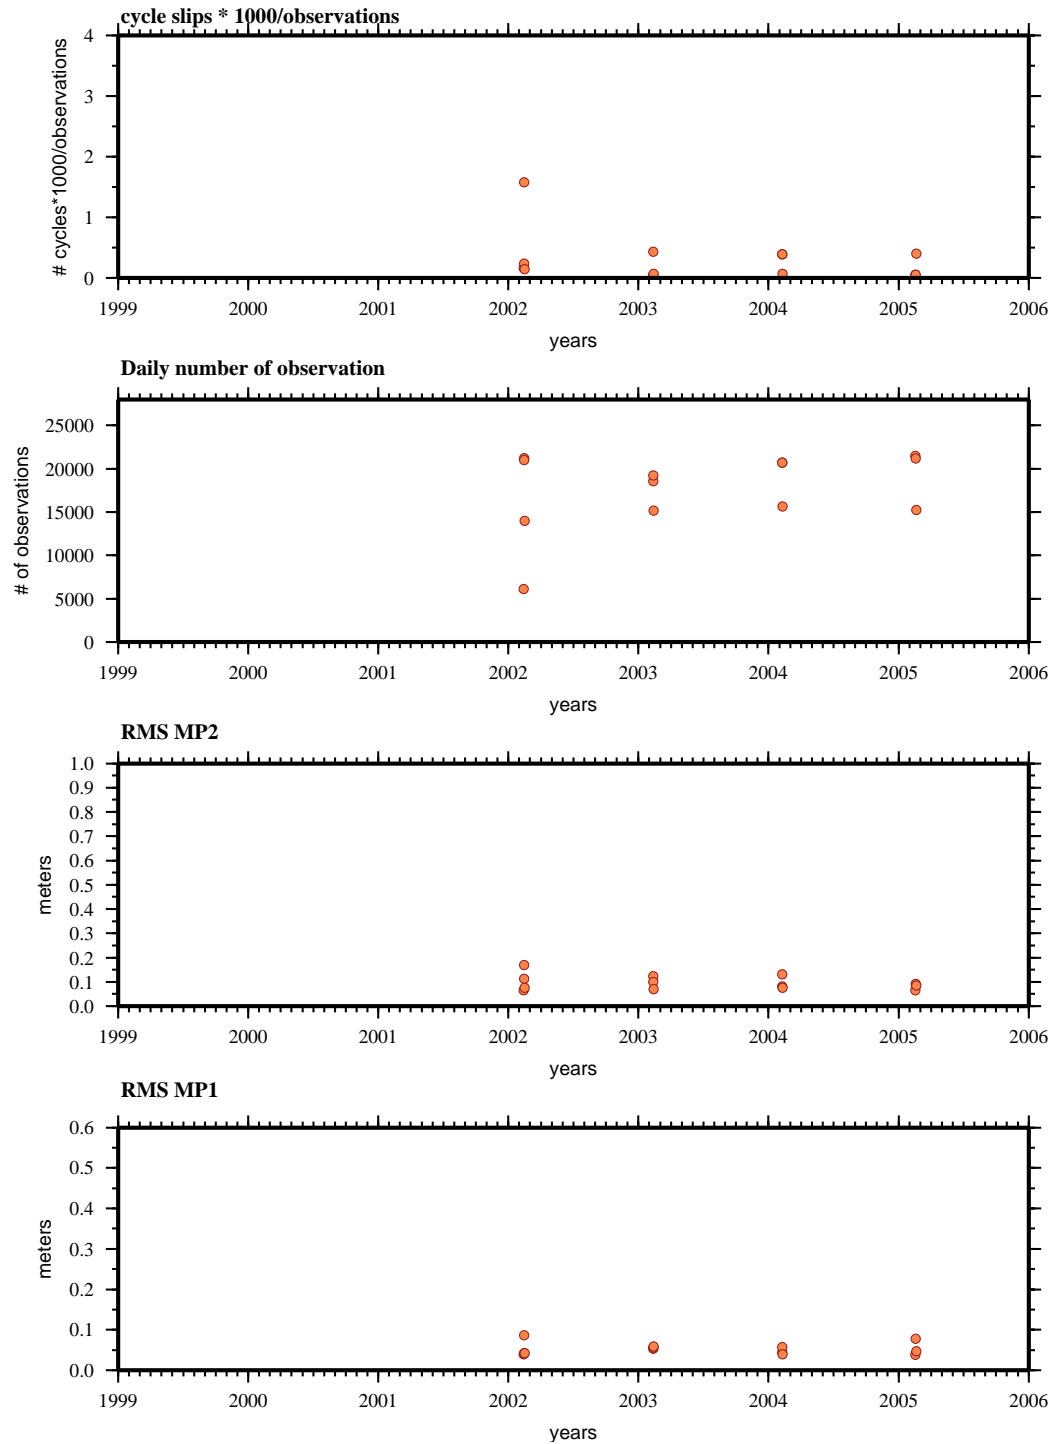 cycle slips * 1000/observations
# cycles*1000/observations
4
3
2
1
0
1999 2000 2001 2002 2003 2004 2005 2006
years
Daily number of observation
# of observations
25000
20000
15000
10000
5000
0
1999 2000 2001 2002 2003 2004 2005 2006
years
RMS MP2
meters
1.0
0.9
0.8
0.7
0.6
0.5
0.4
0.3
0.2
0.1
0.0
1999 2000 2001 2002 2003 2004 2005 2006
years
RMS MP1
meters
0.6
0.5
0.4
0.3
0.2
0.1
0.0
1999 2000 2001 2002 2003 2004 2005 2006
years